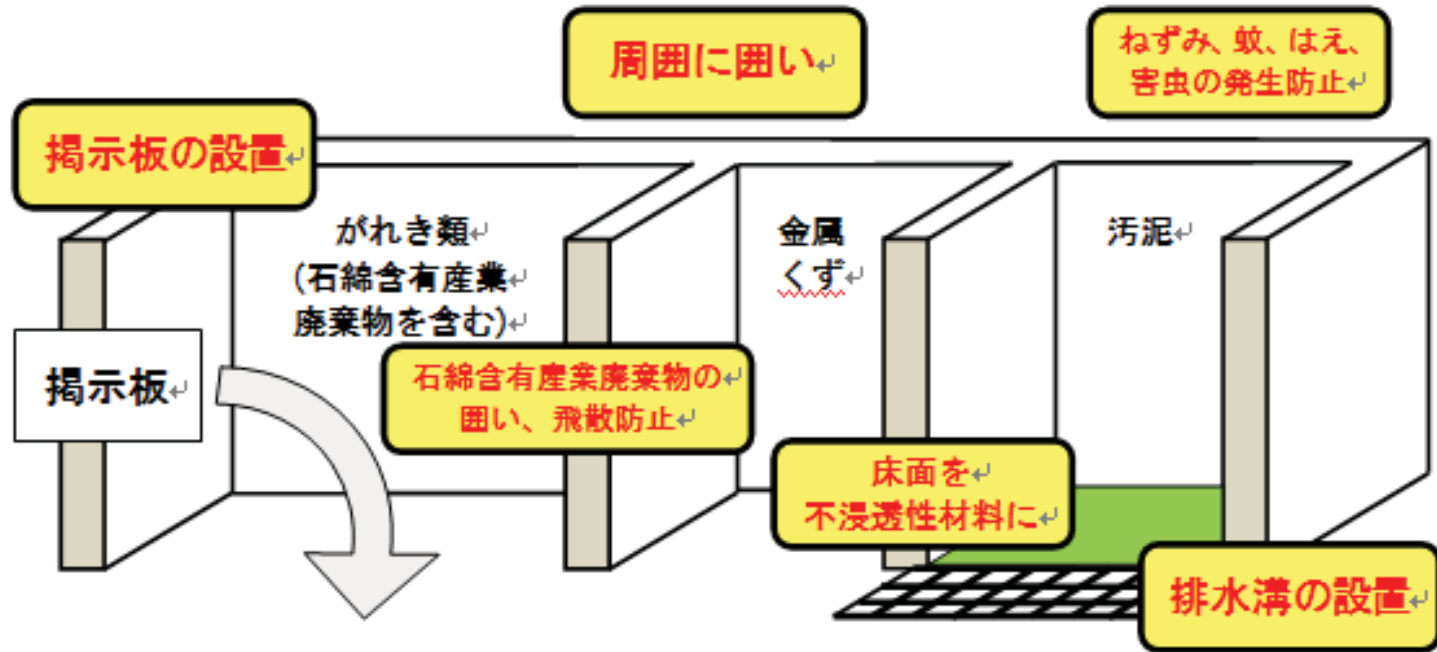 周囲に囲い
ねずみ、蚊、はえ、
害虫の発生防止
掲示板の設置
がれき類
(石綿含有産業
廃棄物を含む)
金属
くず
汚泥
掲示板
石綿含有産業廃棄物の
囲い、飛散防止
床面を
不浸透性材料に
排水溝の設置